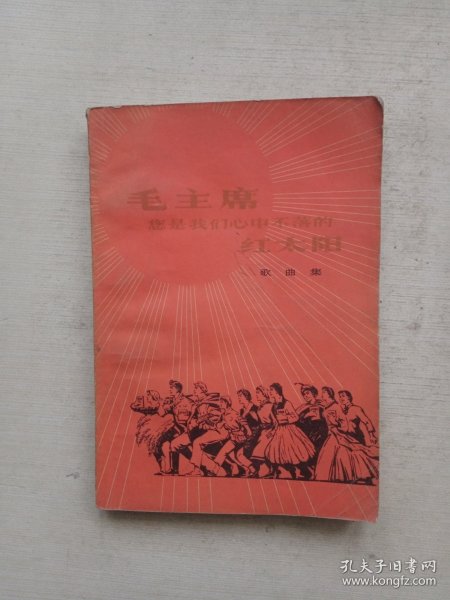 毛主席
您是我们心中不落的
红太阳
歌曲集
孔夫子旧书网
www.kongfz.com